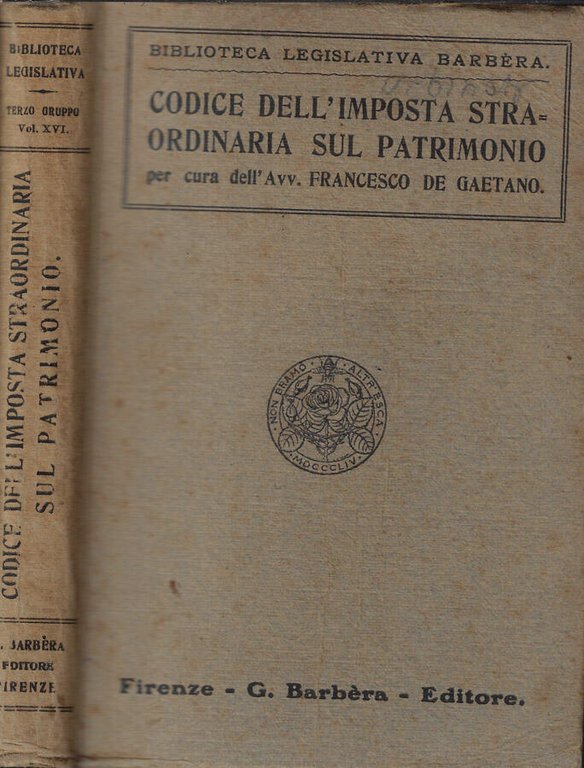 BIBLIOTECA
LEGISLATIVA
TERZO GRUPPO
Vol. XVI.
CODICE DELL'IMPOSTA STRAORDINARIA
SUL PATRIMONIO.
. BARBÈRA
EDITORE
FIRENZE
BIBLIOTECA LEGISLATIVA BARBÈRA.
CODICE DELL'IMPOSTA STRA=
ORDINARIA SUL PATRIMONIO
per cura dell'Avv. FRANCESCO DE GAETANO.
NON BRAMO · ALTR'ESCA
· MDCCCLIV ·
Firenze - G. Barbèra - Editore.